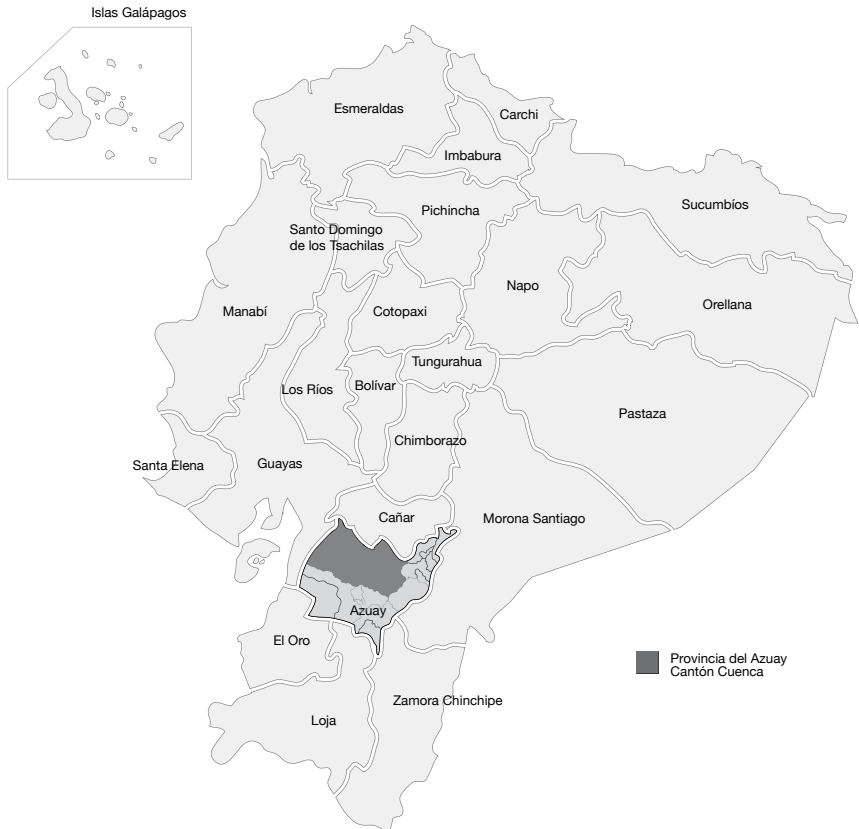 Islas Galápagos
Esmeraldas
Carchi
Imbabura
Sucumbíos
Pichincha
Santo Domingo
de los Tsachilas
Napo
Orellana
Manabí
Cotopaxi
Tungurahua
Los Ríos
Bolívar
Pastaza
Chimborazo
Santa Elena
Guayas
Cañar
Morona Santiago
Azuay
El Oro
Provincia del Azuay
Cantón Cuenca
Zamora Chinchipe
Loja